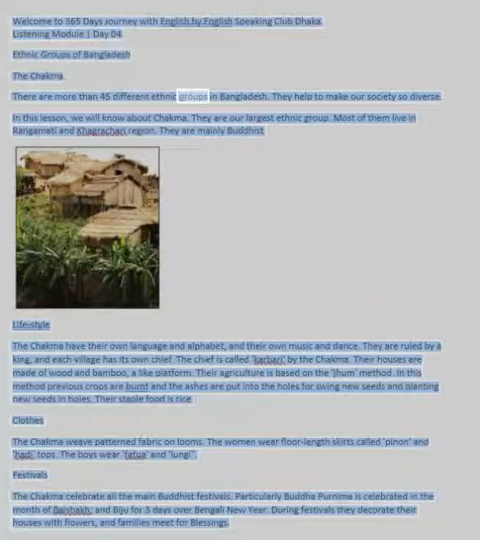 Welcome to 365 Days Journey with English.by.English Speaking Club Dhaka
Listening Module | Day 04
Ethnic Groups of Bangladesh
The Chakma
There are more than 45 different ethnic groups in Bangladesh. They help to make our society so diverse.
In this lesson, we will know about Chakma. They are our largest ethnic group. Most of them live in
Rangamati and Khagrachari region. They are mainly Buddhist
Life-style
The Chakma have their own language and alphabet, and their own music and dance. They are ruled by a
king, and each village has its own chief. The chief is called 'karbari' by the Chakma. Their houses are
made of wood and bamboo, a like platform. Their agriculture is based on the 'jhum' method. In this
method previous crops are burnt and the ashes are put into the holes for swing new seeds and planting
new seeds in holes. Their staple food is rice
Clothes
The Chakma weave patterned fabric on looms. The women wear floor-length skirts called 'pinon' and
'hadi' tops. The boys wear 'fatua' and 'lungi'.
Festivals
The Chakma celebrate all the main Buddhist festivals. Particularly Buddha Purnima is celebrated in the
month of Baishakh; and Biju for 3 days over Bengali New Year. During festivals they decorate their
houses with flowers, and families meet for Blessings.